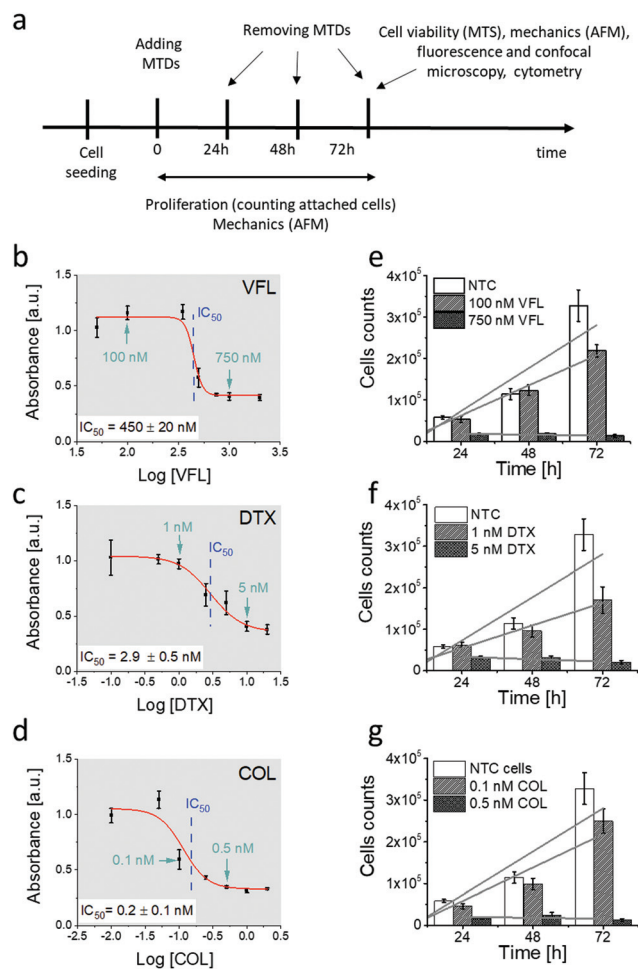 a
Adding
MTDs
Removing MTDs
Cell viability (MTS), mechanics (AFM),
fluorescence and confocal
microscopy, cytometry
Cell
seeding
0
24h
48h
72h
time
Proliferation (counting attached cells)
Mechanics (AFM)
b
VFL
Absorbance [a.u.]
1.5
1.0
0.5
0.0
IC50
100 nM
750 nM
IC50 = 450 ± 20 nM
1.5 2.0 2.5 3.0 3.5
Log [VFL]
e
Cells counts
4x10^5
3x10^5
2x10^5
1x10^5
0
NTC
100 nM VFL
750 nM VFL
24 48 72
Time [h]
c
DTX
Absorbance [a.u.]
1.5
1.0
0.5
0.0
1 nM
IC50
5 nM
IC50 = 2.9 ± 0.5 nM
-1.5 -1.0 -0.5 0.0 0.5 1.0 1.5
Log [DTX]
f
Cells counts
4x10^5
3x10^5
2x10^5
1x10^5
0
NTC
1 nM DTX
5 nM DTX
24 48 72
Time [h]
d
COL
Absorbance [a.u.]
1.5
1.0
0.5
0.0
IC50
0.1 nM
0.5 nM
IC50= 0.2 ± 0.1 nM
-2.5 -2.0 -1.5 -1.0 -0.5 0.0 0.5
Log [COL]
g
Cells counts
4x10^5
3x10^5
2x10^5
1x10^5
0
NTC cells
0.1 nM COL
0.5 nM COL
24 48 72
Time [h]